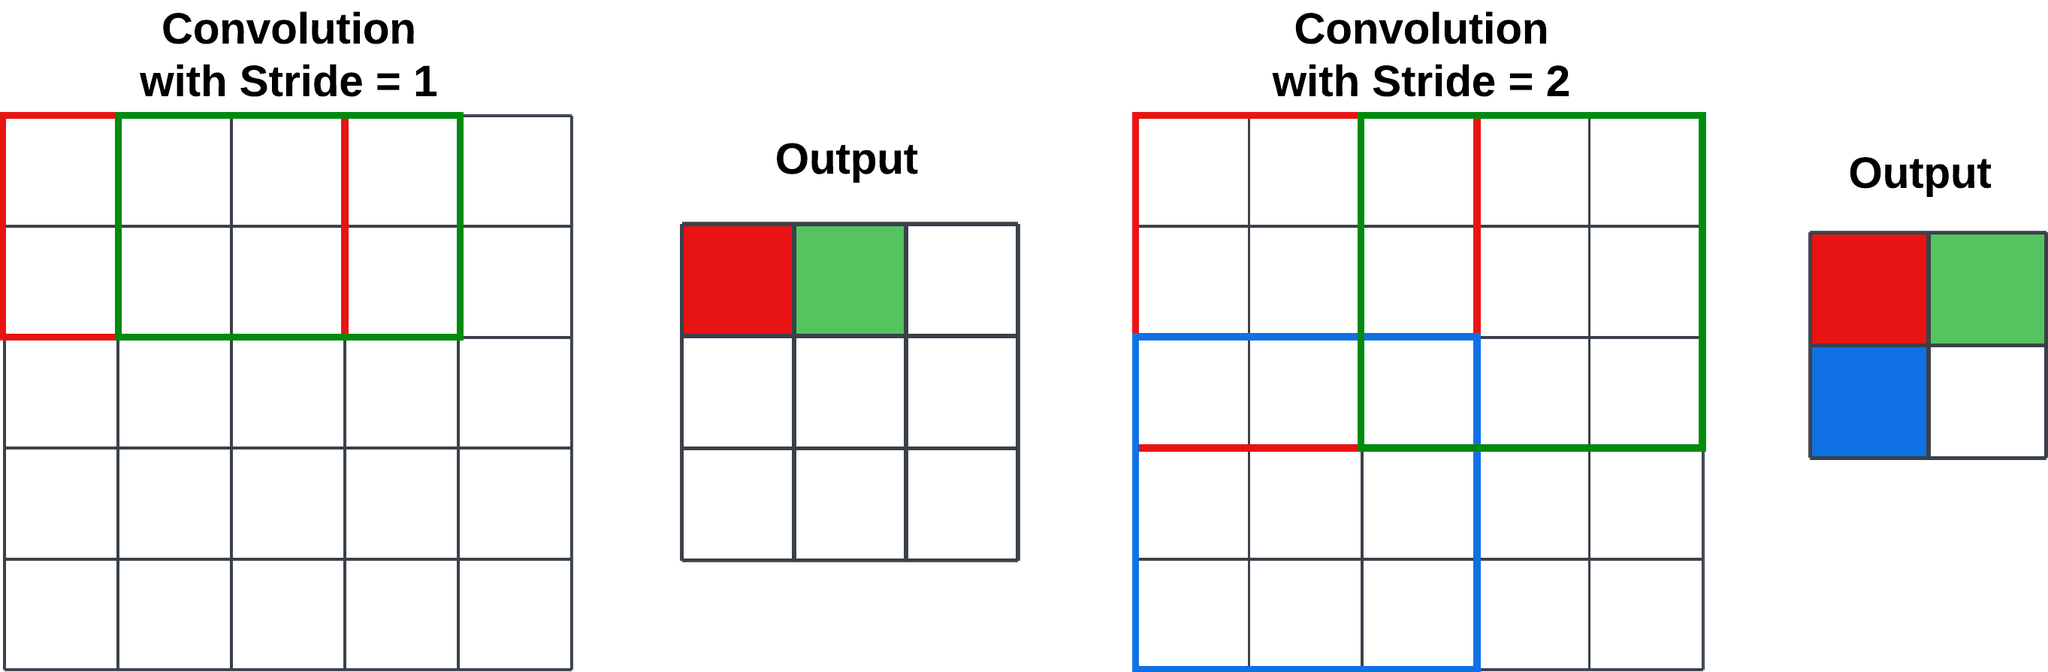 Convolution
with Stride = 1
Output
Convolution
with Stride = 2
Output